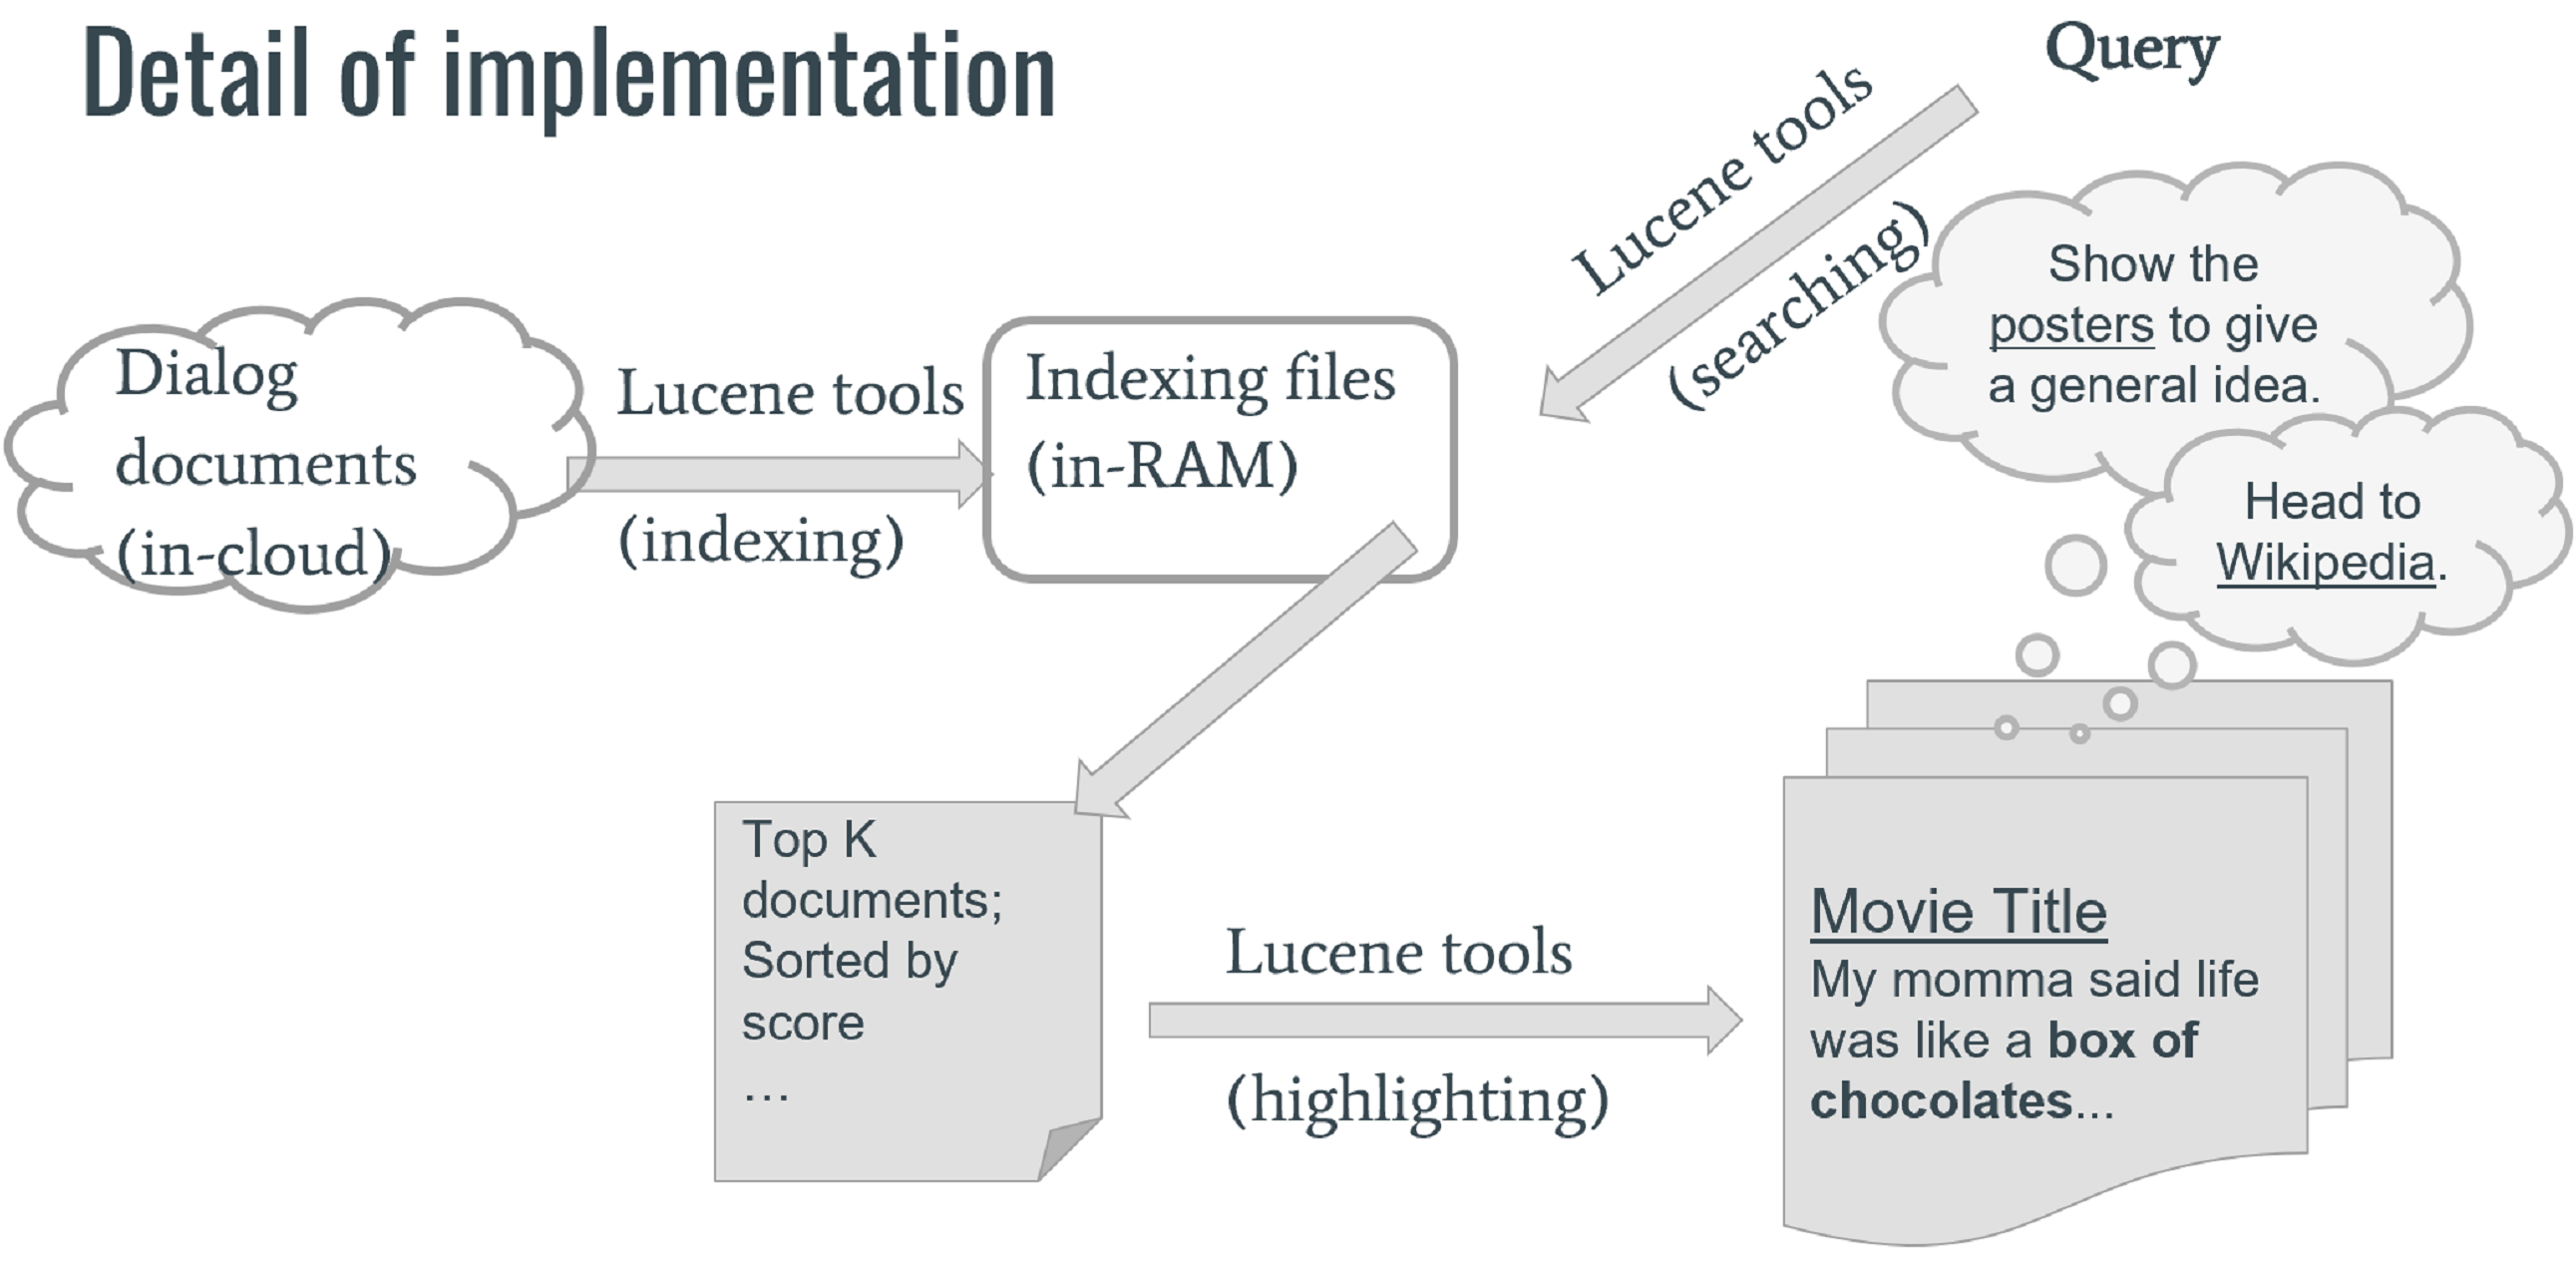 Detail of implementation
Query
Lucene tools
(searching)
Show the
posters to give
a general idea.
Head to
Wikipedia.
Dialog
documents
(in-cloud)
Lucene tools
(indexing)
Indexing files
(in-RAM)
Top K
documents;
Sorted by
score
...
Lucene tools
(highlighting)
Movie Title
My momma said life
was like a box of
chocolates...